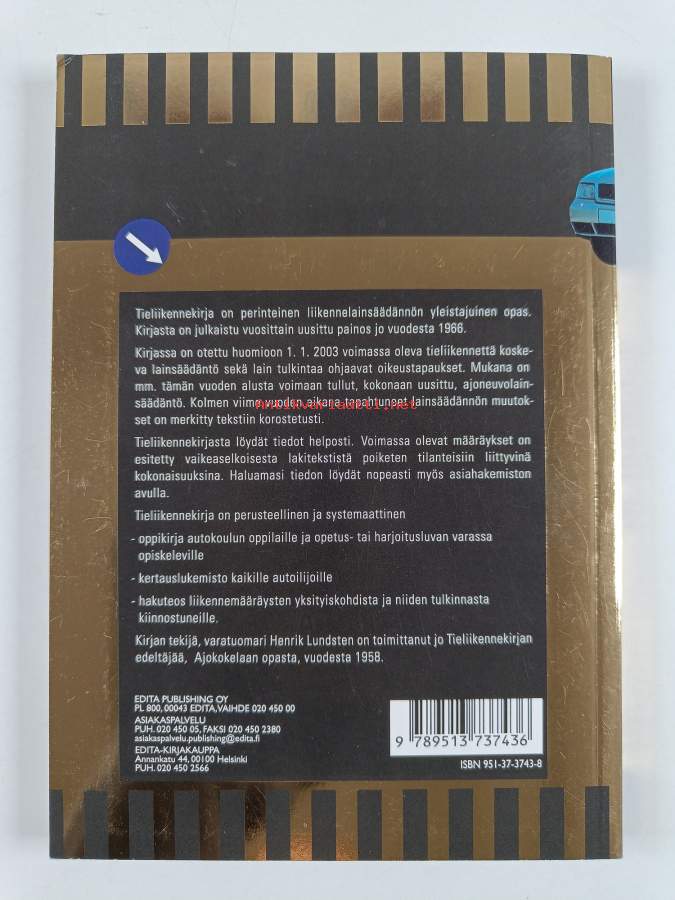 Tieliikennekirja on perinteinen liikennelainsäädännön yleistajuinen opas.
Kirjasta on julkaistu vuosittain uusittu painos jo vuodesta 1966.
Kirjassa on otettu huomioon 1. 1. 2003 voimassa oleva tieliikennettä koske-
va lainsäädäntö sekä lain tulkintaa ohjaavat oikeustapaukset. Mukana on
mm. tämän vuoden alusta voimaan tullut, kokonaan uusittu, ajoneuvolain-
säädäntö. Kolmen viime vuoden aikana tapahtuneet lainsäädännön muutok-
set on merkitty tekstiin korostetusti.
Tieliikennekirjasta löydät tiedot helposti. Voimassa olevat määräykset on
esitetty vaikeaselkoisesta lakitekstistä poiketen tilanteisiin liittyvinä
kokonaisuuksina. Haluamasi tiedon löydät nopeasti myös asiahakemiston
avulla.
Tieliikennekirja on perusteellinen ja systemaattinen
- oppikirja autokoulun oppilaille ja opetus- tai harjoitusluvan varassa
opiskeleville
- kertauslukemisto kaikille autoilijoille
- hakuteos liikennemääräysten yksityiskohdista ja niiden tulkinnasta
kiinnostuneille.
Kirjan tekijä, varatuomari Henrik Lundsten on toimittanut jo Tieliikennekirjan
edeltäjää, Ajokokelaan opasta, vuodesta 1958.
EDITA PUBLISHING OY
PL 800, 00043 EDITA, VAIHDE 020 450 00
ASIAKASPALVELU
PUH. 020 450 05, FAKSI 020 450 2380
asiakaspalvelu.publishing@edita.fi
EDITA-KIRJAKAUPPA
Annankatu 44, 00100 Helsinki
PUH. 020 450 2566
9 789513 737436
ISBN 951-37-3743-8